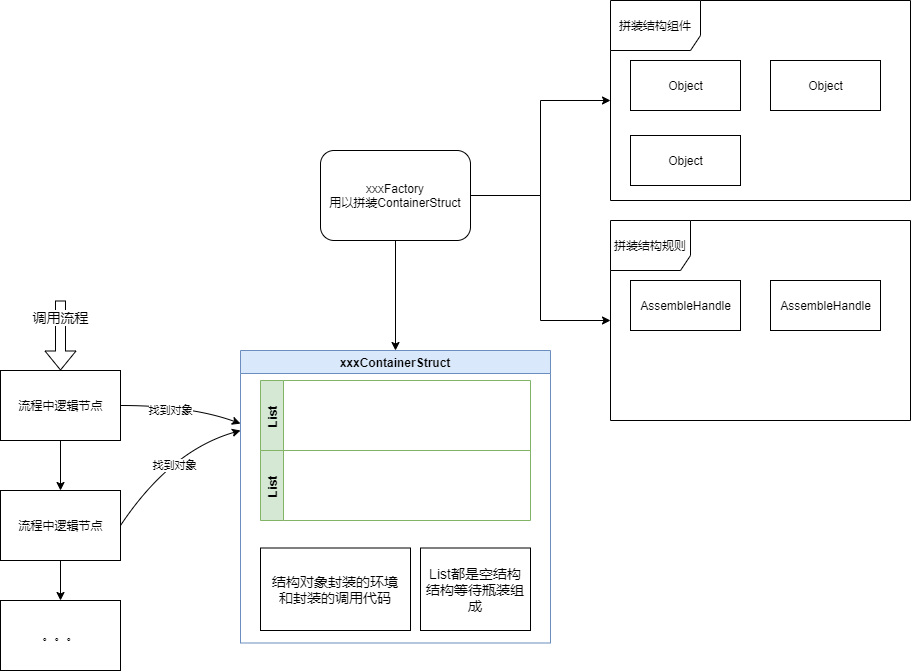 拼装结构组件
Object
Object
Object
xxxFactory
用以拼装ContainerStruct
拼装结构规则
AssembleHandle
AssembleHandle
调用流程
xxxContainerStruct
流程中逻辑节点
找到对象
List
找到对象
List
流程中逻辑节点
结构对象封装的环境
和封装的调用代码
List都是空结构
结构等待瓶装组
成
。。。